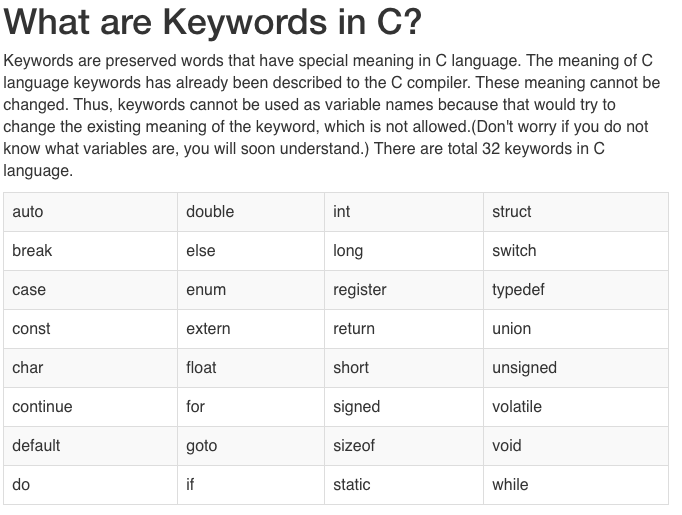 What are Keywords in C?
Keywords are preserved words that have special meaning in C language. The meaning of C
language keywords has already been described to the C compiler. These meaning cannot be
changed. Thus, keywords cannot be used as variable names because that would try to
change the existing meaning of the keyword, which is not allowed.(Don't worry if you do not
know what variables are, you will soon understand.) There are total 32 keywords in C
language.
auto double int struct
break else long switch
case enum register typedef
const extern return union
char float short unsigned
continue for signed volatile
default goto sizeof void
do if static while